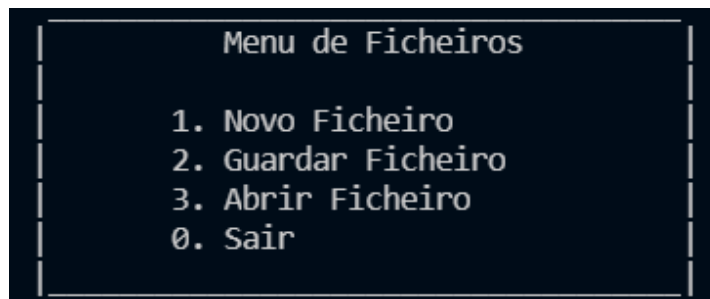 Menu de Ficheiros
1. Novo Ficheiro
2. Guardar Ficheiro
3. Abrir Ficheiro
0. Sair